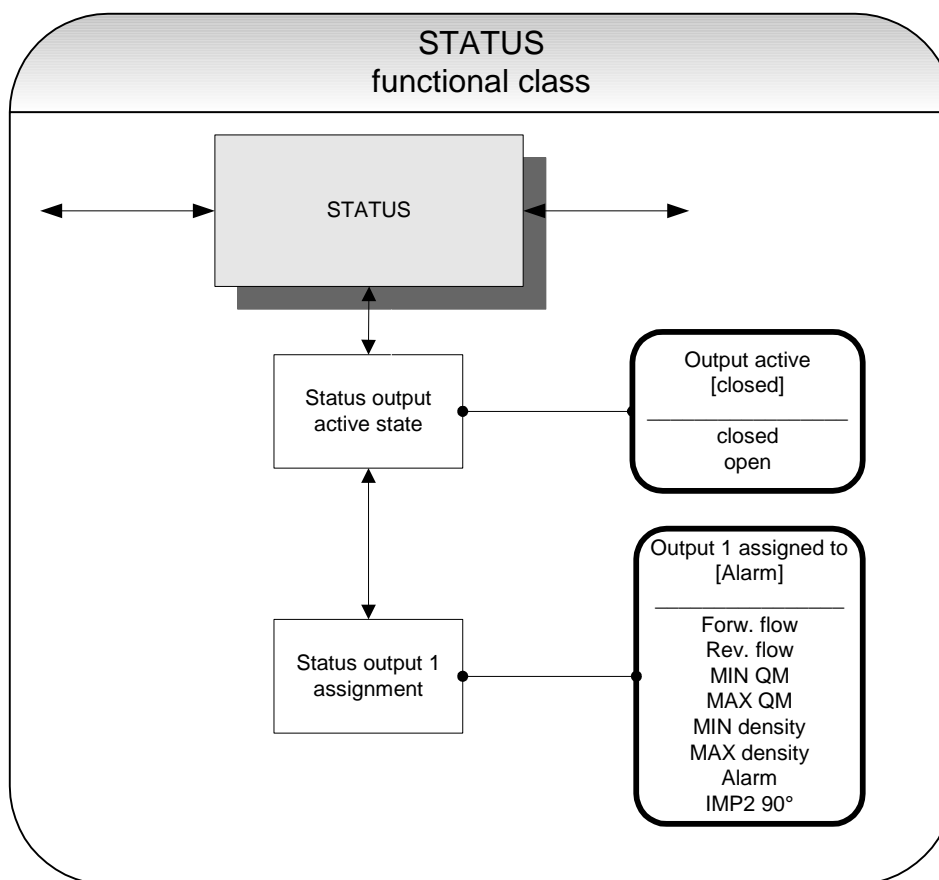 STATUS
functional class
STATUS
Status output
active state
Output active
[closed]
closed
open
Status output 1
assignment
Output 1 assigned to
[Alarm]
Forw. flow
Rev. flow
MIN QM
MAX QM
MIN density
MAX density
Alarm
IMP2 90°